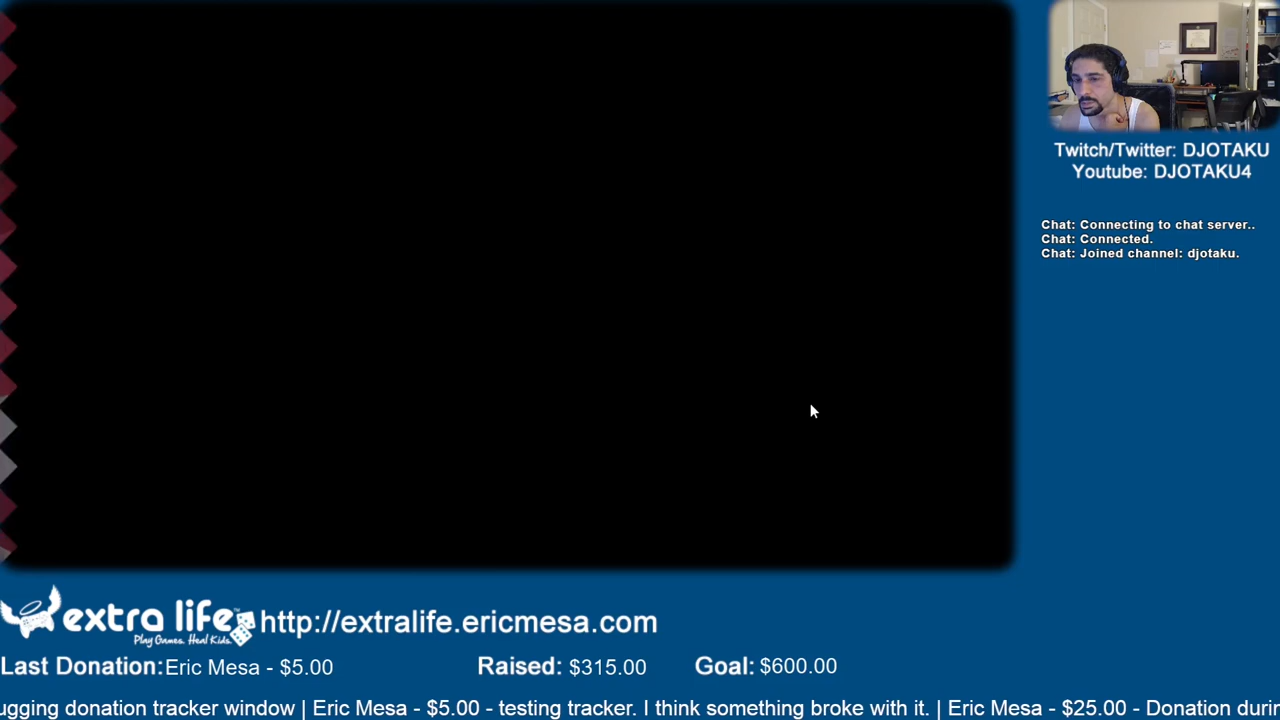 Twitch/Twitter: DJOTAKU
Youtube: DJOTAKU4
Chat: Connecting to chat server..
Chat: Connected.
Chat: Joined channel: djotaku.
extra life
Play Games. Heal Kids.
http://extralife.ericmesa.com
Last Donation: Eric Mesa - $5.00 Raised: $315.00 Goal: $600.00
ugging donation tracker window | Eric Mesa - $5.00 - testing tracker. I think something broke with it. | Eric Mesa - $25.00 - Donation durin